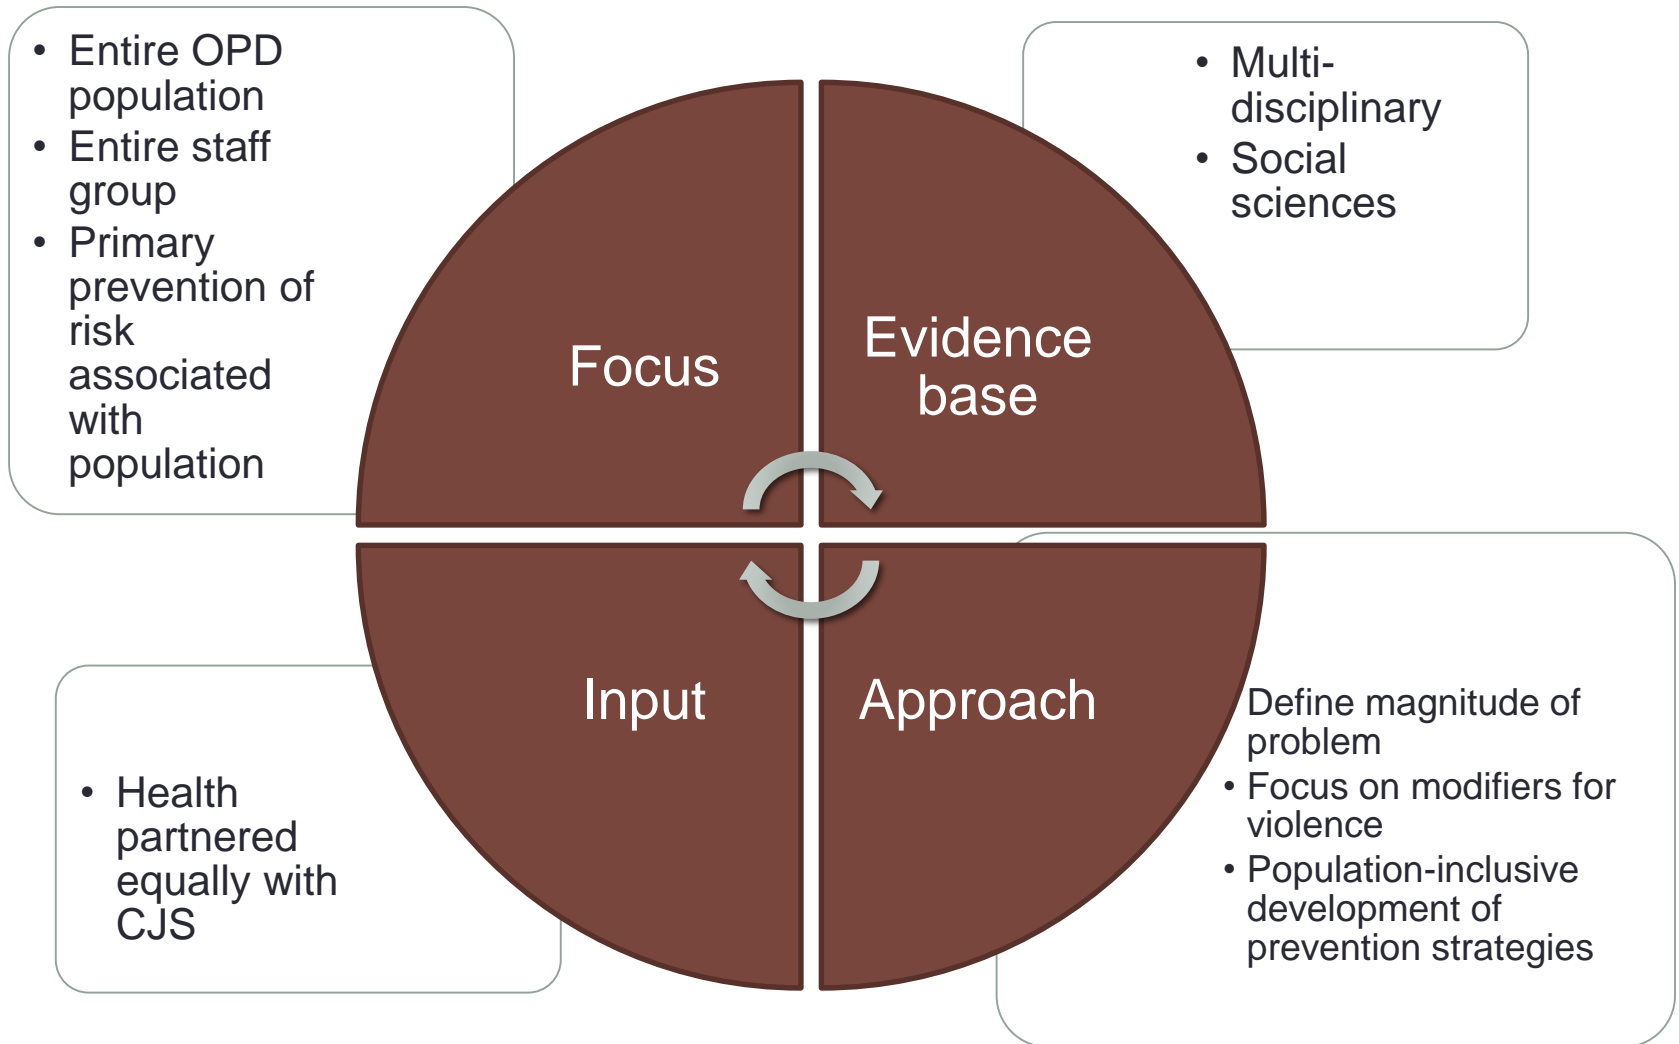 • Entire OPD
population
• Entire staff
group
• Primary
prevention of
risk
associated
with
population
• Multi-
disciplinary
• Social
sciences
Focus
Evidence
base
Input
Approach
• Health
partnered
equally with
CJS
Define magnitude of
problem
• Focus on modifiers for
violence
• Population-inclusive
development of
prevention strategies